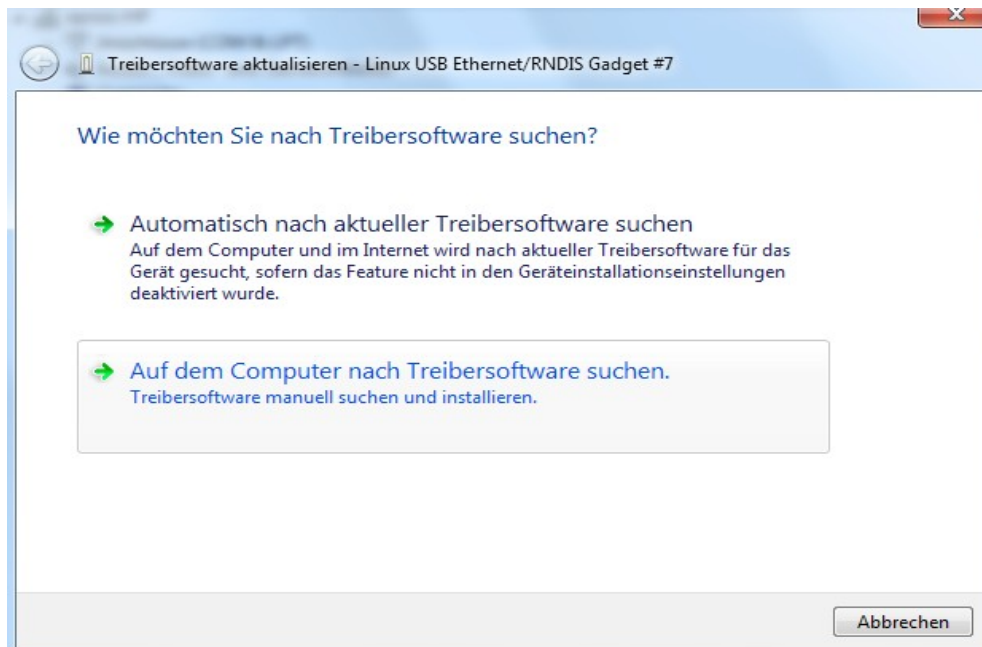 Treibersoftware aktualisieren - Linux USB Ethernet/RNDIS Gadget #7
Wie möchten Sie nach Treibersoftware suchen?
Automatisch nach aktueller Treibersoftware suchen
Auf dem Computer und im Internet wird nach aktueller Treibersoftware für das
Gerät gesucht, sofern das Feature nicht in den Geräteinstallationseinstellungen
deaktiviert wurde.
Auf dem Computer nach Treibersoftware suchen.
Treibersoftware manuell suchen und installieren.
Abbrechen